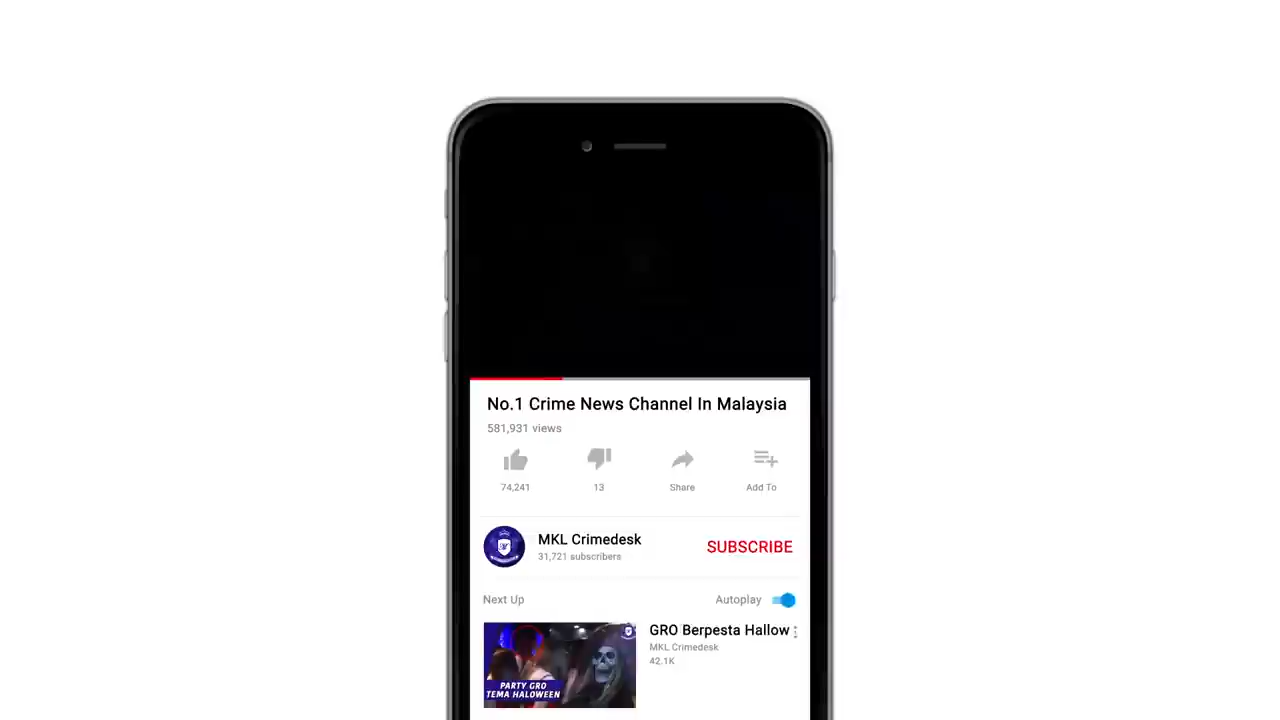 No.1 Crime News Channel In Malaysia
581,931 views
74,241
13
Share
Add To
MKL Crimedesk
31,721 subscribers
SUBSCRIBE
Next Up
Autoplay
GRO Berpesta Hallow
MKL Crimedesk
42.1K
PARTY GRO
TEMA HALOWEEN